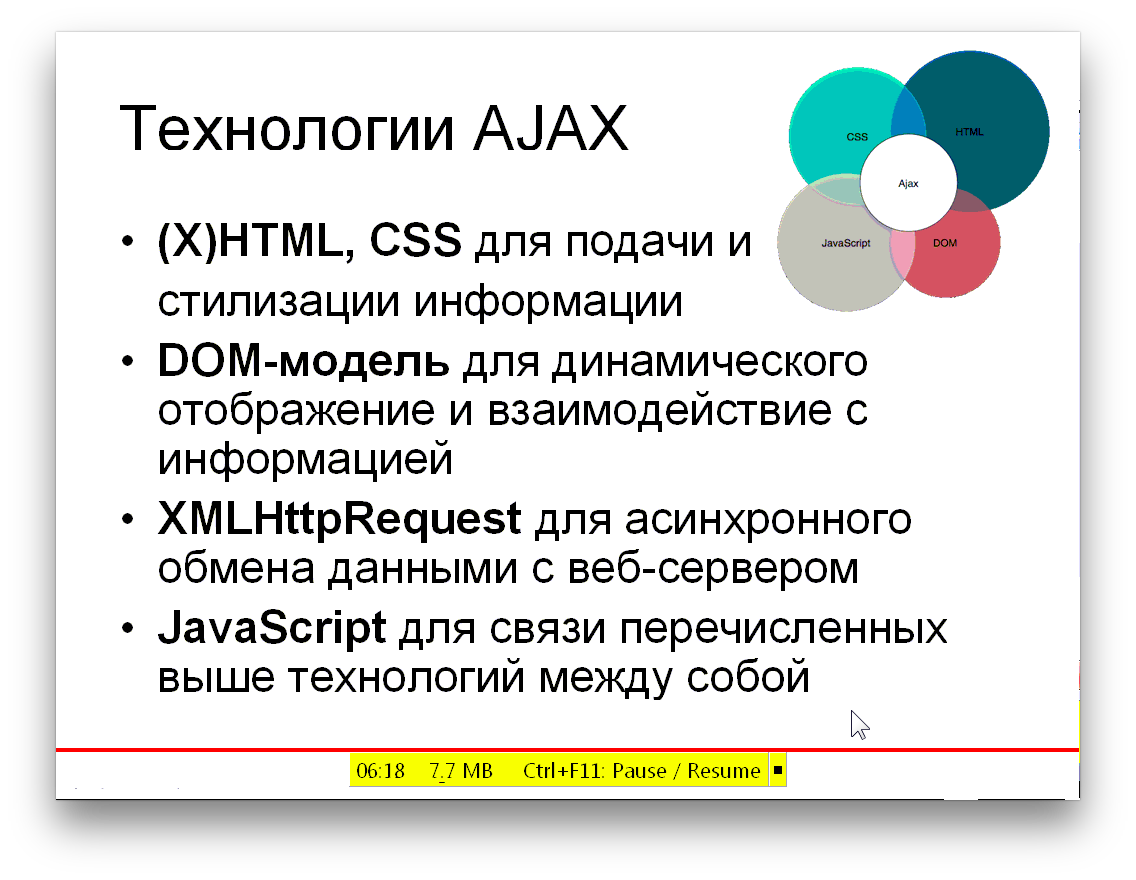 Технологии AJAX
CSS
HTML
Ajax
JavaScript
DOM
• (X)HTML, CSS для подачи и
стилизации информации
• DOM-модель для динамического
отображение и взаимодействие с
информацией
• XMLHttpRequest для асинхронного
обмена данными с веб-сервером
• JavaScript для связи перечисленных
выше технологий между собой
06:18 7.7 MB Ctrl+F11: Pause / Resume